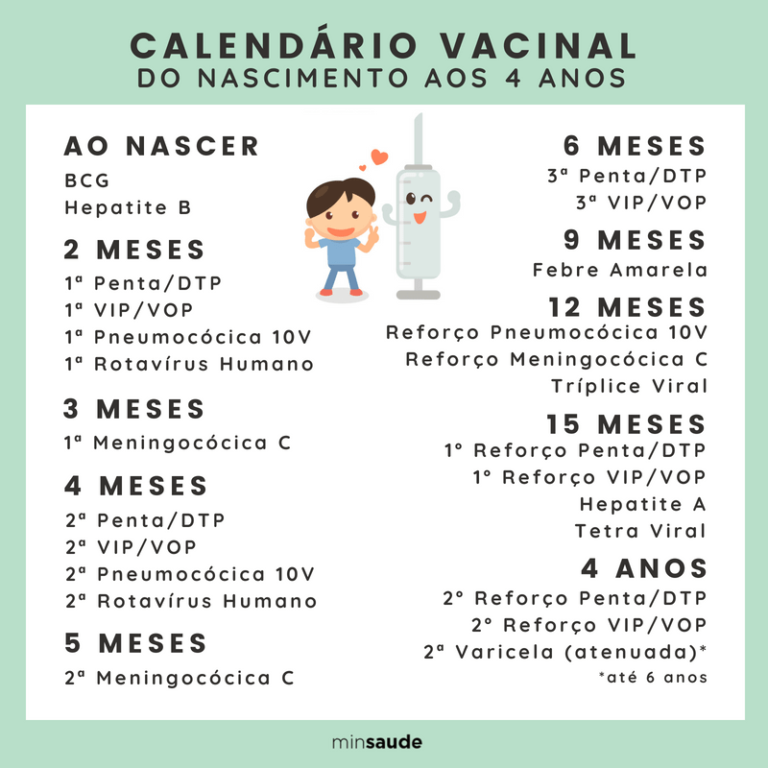 CALENDÁRIO VACINAL
DO NASCIMENTO AOS 4 ANOS
AO NASCER
BCG
Hepatite B
2 MESES
1ª Penta/DTP
1ª VIP/VOP
1ª Pneumocócica 10V
1ª Rotavírus Humano
3 MESES
1ª Meningocócica C
4 MESES
2ª Penta/DTP
2ª VIP/VOP
2ª Pneumocócica 10V
2ª Rotavírus Humano
5 MESES
2ª Meningocócica C
6 MESES
3ª Penta/DTP
3ª VIP/VOP
9 MESES
Febre Amarela
12 MESES
Reforço Pneumocócica 10V
Reforço Meningocócica C
Tríplice Viral
15 MESES
1º Reforço Penta/DTP
1º Reforço VIP/VOP
Hepatite A
Tetra Viral
4 ANOS
2º Reforço Penta/DTP
2º Reforço VIP/VOP
2ª Varicela (atenuada)*
*até 6 anos
minsaude